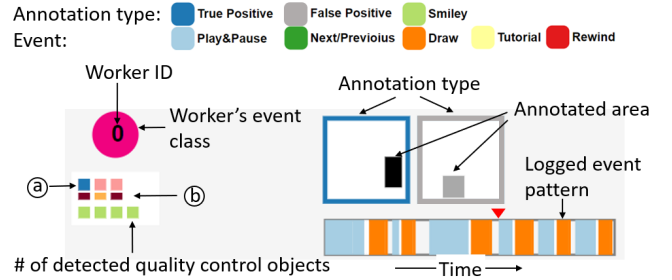 Annotation type: True Positive False Positive Smiley
Event: Play&Pause Next/Previoius Draw Tutorial Rewind
Worker ID
Annotation type
0
Worker's event
class
Annotated area
Logged event
pattern
ⓐ
ⓑ
# of detected quality control objects
Time